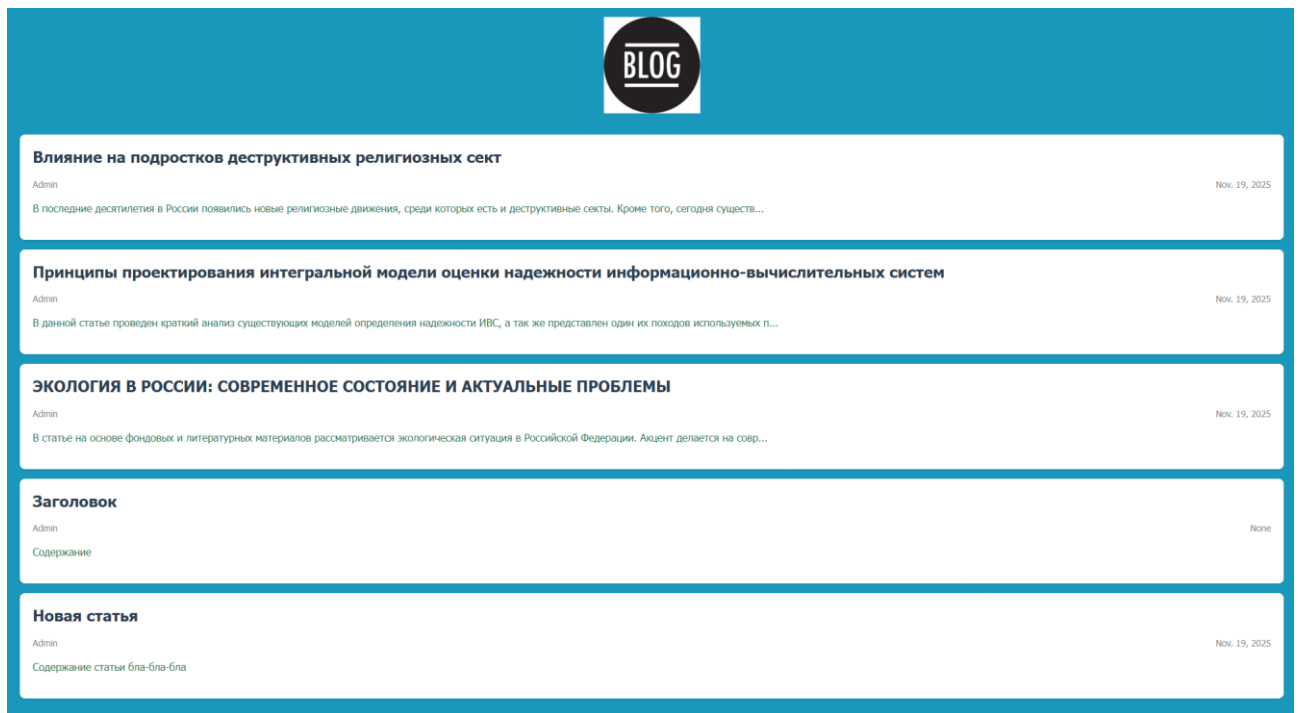 BLOG
Влияние на подростков деструктивных религиозных сект
Admin Nov. 19, 2025
В последние десятилетия в России появились новые религиозные движения, среди которых есть и деструктивные секты. Кроме того, сегодня существ...
Принципы проектирования интегральной модели оценки надежности информационно-вычислительных систем
Admin Nov. 19, 2025
В данной статье проведен краткий анализ существующих моделей определения надежности ИВС, а так же представлен один их походов используемых п...
ЭКОЛОГИЯ В РОССИИ: СОВРЕМЕННОЕ СОСТОЯНИЕ И АКТУАЛЬНЫЕ ПРОБЛЕМЫ
Admin Nov. 19, 2025
В статье на основе фондовых и литературных материалов рассматривается экологическая ситуация в Российской Федерации. Акцент делается на совр...
Заголовок
Admin None
Содержание
Новая статья
Admin Nov. 19, 2025
Содержание статьи бла-бла-бла